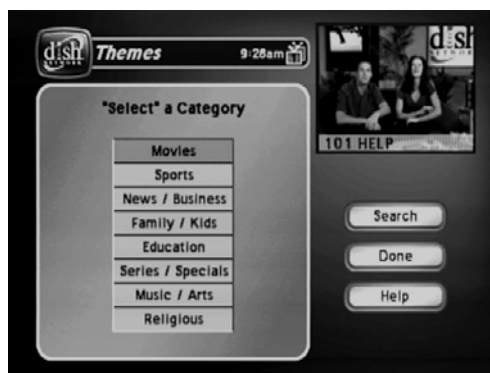 dish
NETWORK
Themes
9:28am
dish
"Select" a Category
101 HELP
Movies
Sports
News / Business
Family / Kids
Education
Series / Specials
Music / Arts
Religious
Search
Done
Help